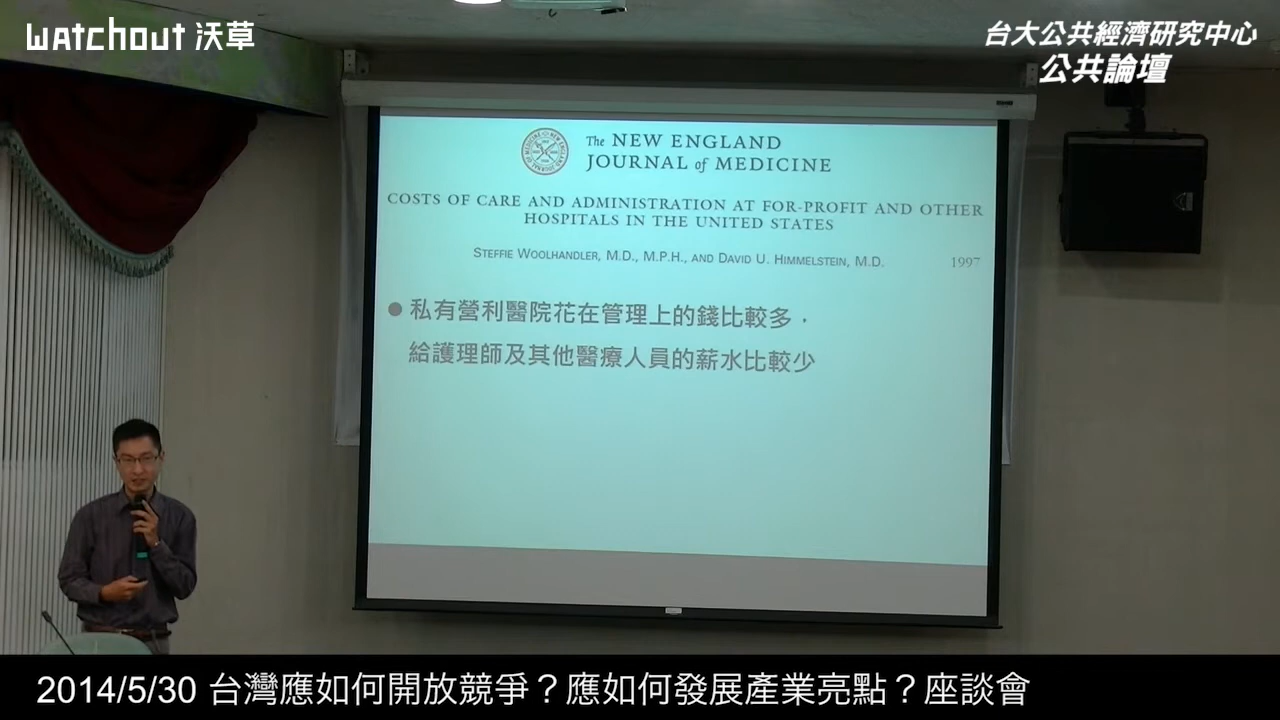 WATCHOUT 沃草
台大公共經濟研究中心
公共論壇
The NEW ENGLAND
JOURNAL of MEDICINE
COSTS OF CARE AND ADMINISTRATION AT FOR-PROFIT AND OTHER
HOSPITALS IN THE UNITED STATES
STEFFIE WOOLHANDLER, M.D., M.P.H., AND DAVID U. HIMMELSTEIN, M.D.
1997
● 私有營利醫院花在管理上的錢比較多，
給護理師及其他醫療人員的薪水比較少
2014/5/30 台灣應如何開放競爭？應如何發展產業亮點？座談會